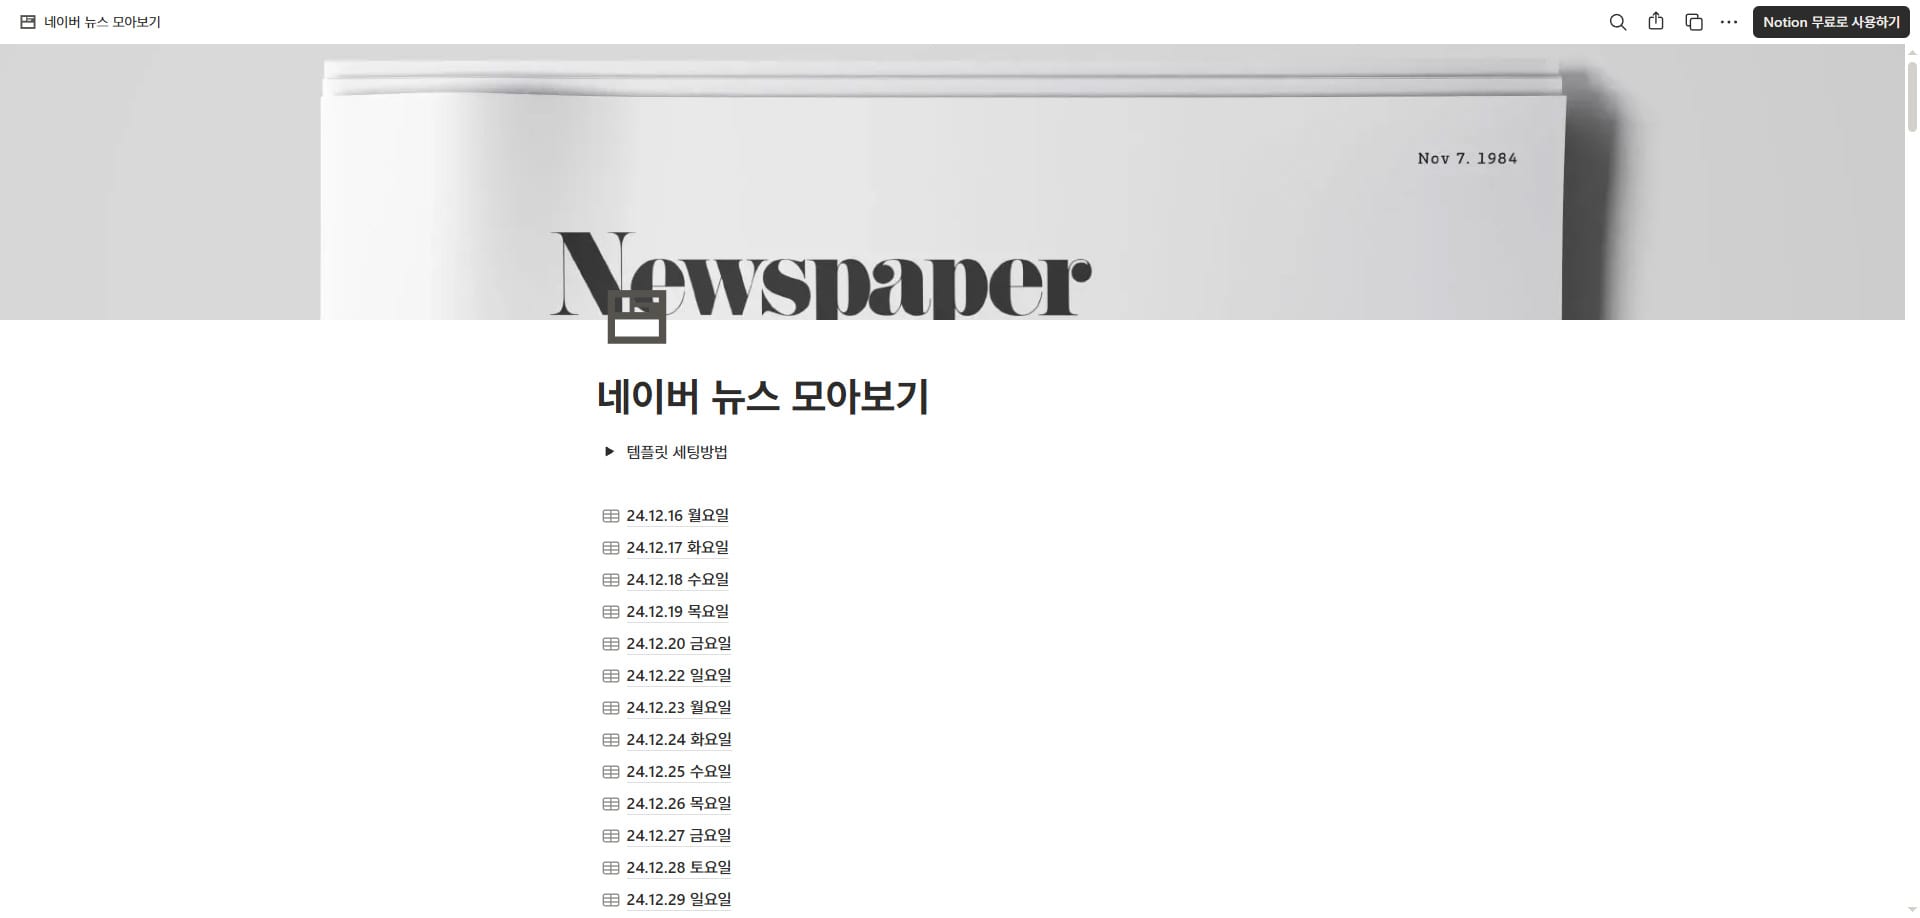 네이버 뉴스 모아보기
Notion 무료로 사용하기
Nov 7. 1984
Newspaper
네이버 뉴스 모아보기
템플릿 세팅방법
24.12.16 월요일
24.12.17 화요일
24.12.18 수요일
24.12.19 목요일
24.12.20 금요일
24.12.22 일요일
24.12.23 월요일
24.12.24 화요일
24.12.25 수요일
24.12.26 목요일
24.12.27 금요일
24.12.28 토요일
24.12.29 일요일